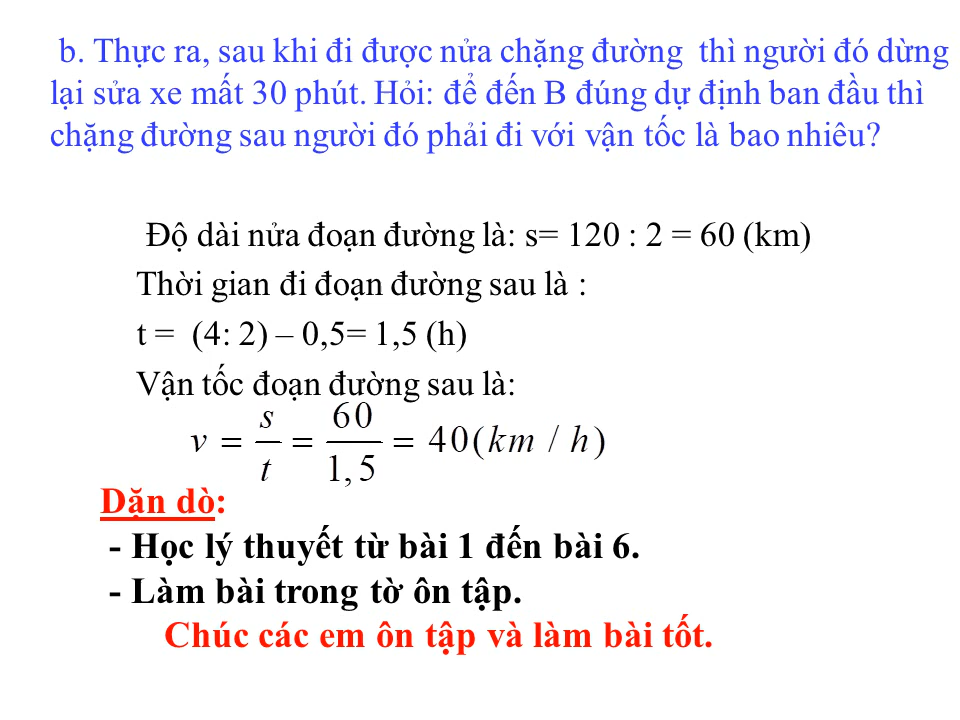 b. Thực ra, sau khi đi được nửa chặng đường thì người đó dừng
lại sửa xe mất 30 phút. Hỏi: để đến B đúng dự định ban đầu thì
chặng đường sau người đó phải đi với vận tốc là bao nhiêu?
Độ dài nửa đoạn đường là: s= 120 : 2 = 60 (km)
Thời gian đi đoạn đường sau là :
t = (4: 2) – 0,5= 1,5 (h)
Vận tốc đoạn đường sau là:
v = s/t = 60/1,5 = 40(km / h)
Dặn dò:
- Học lý thuyết từ bài 1 đến bài 6.
- Làm bài trong tờ ôn tập.
Chúc các em ôn tập và làm bài tốt.